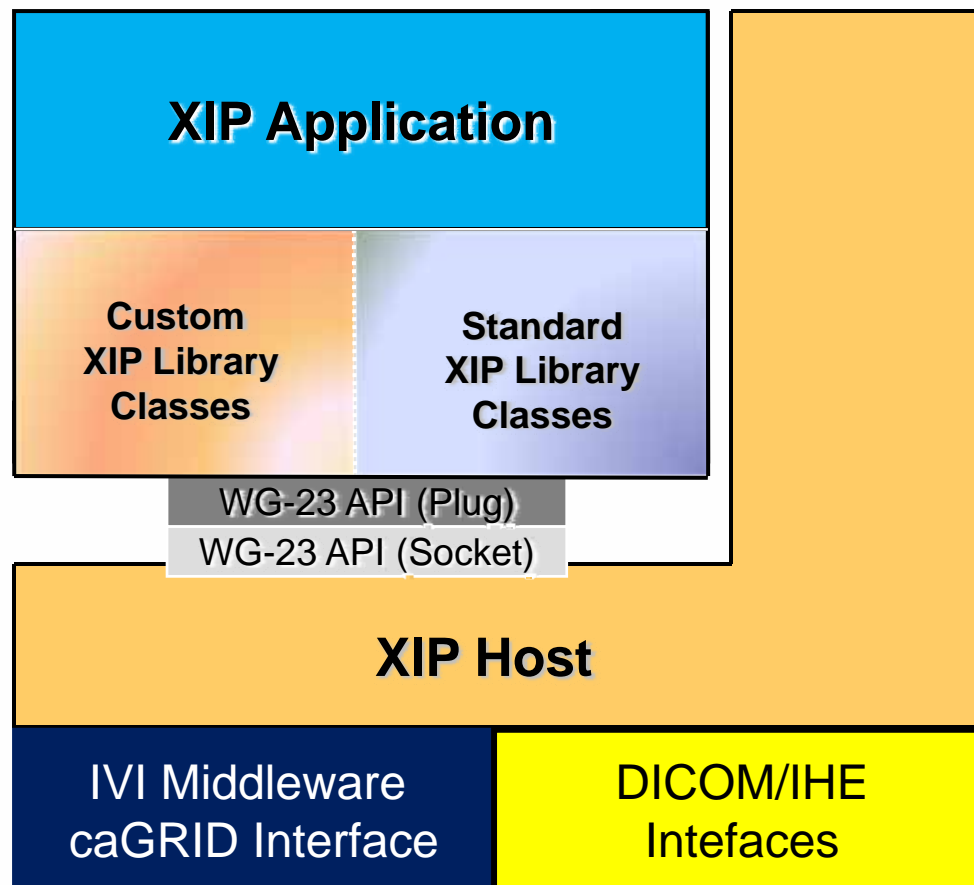 XIP Application
Custom
XIP Library
Classes
Standard
XIP Library
Classes
WG-23 API (Plug)
WG-23 API (Socket)
XIP Host
IVI Middleware
caGRID Interface
DICOM/IHE
Intefaces